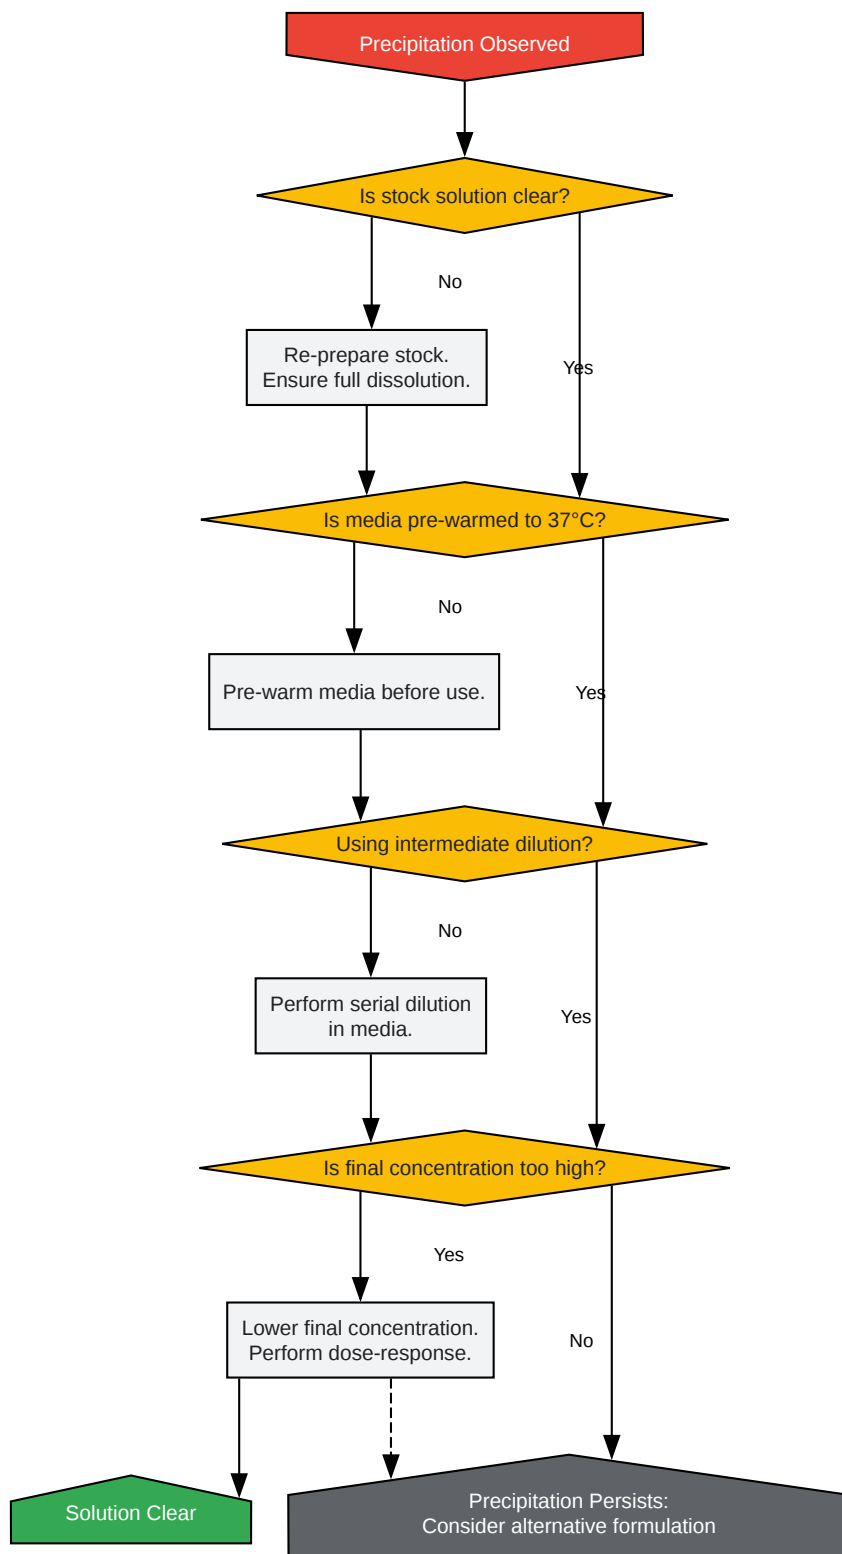 Precipitation Observed
Is stock solution clear?
No
Re-prepare stock.
Ensure full dissolution.
Yes
Is media pre-warmed to 37°C?
No
Pre-warm media before use.
Yes
Using intermediate dilution?
No
Perform serial dilution
in media.
Yes
Is final concentration too high?
Yes
Lower final concentration.
Perform dose-response.
No
Solution Clear
Precipitation Persists:
Consider alternative formulation